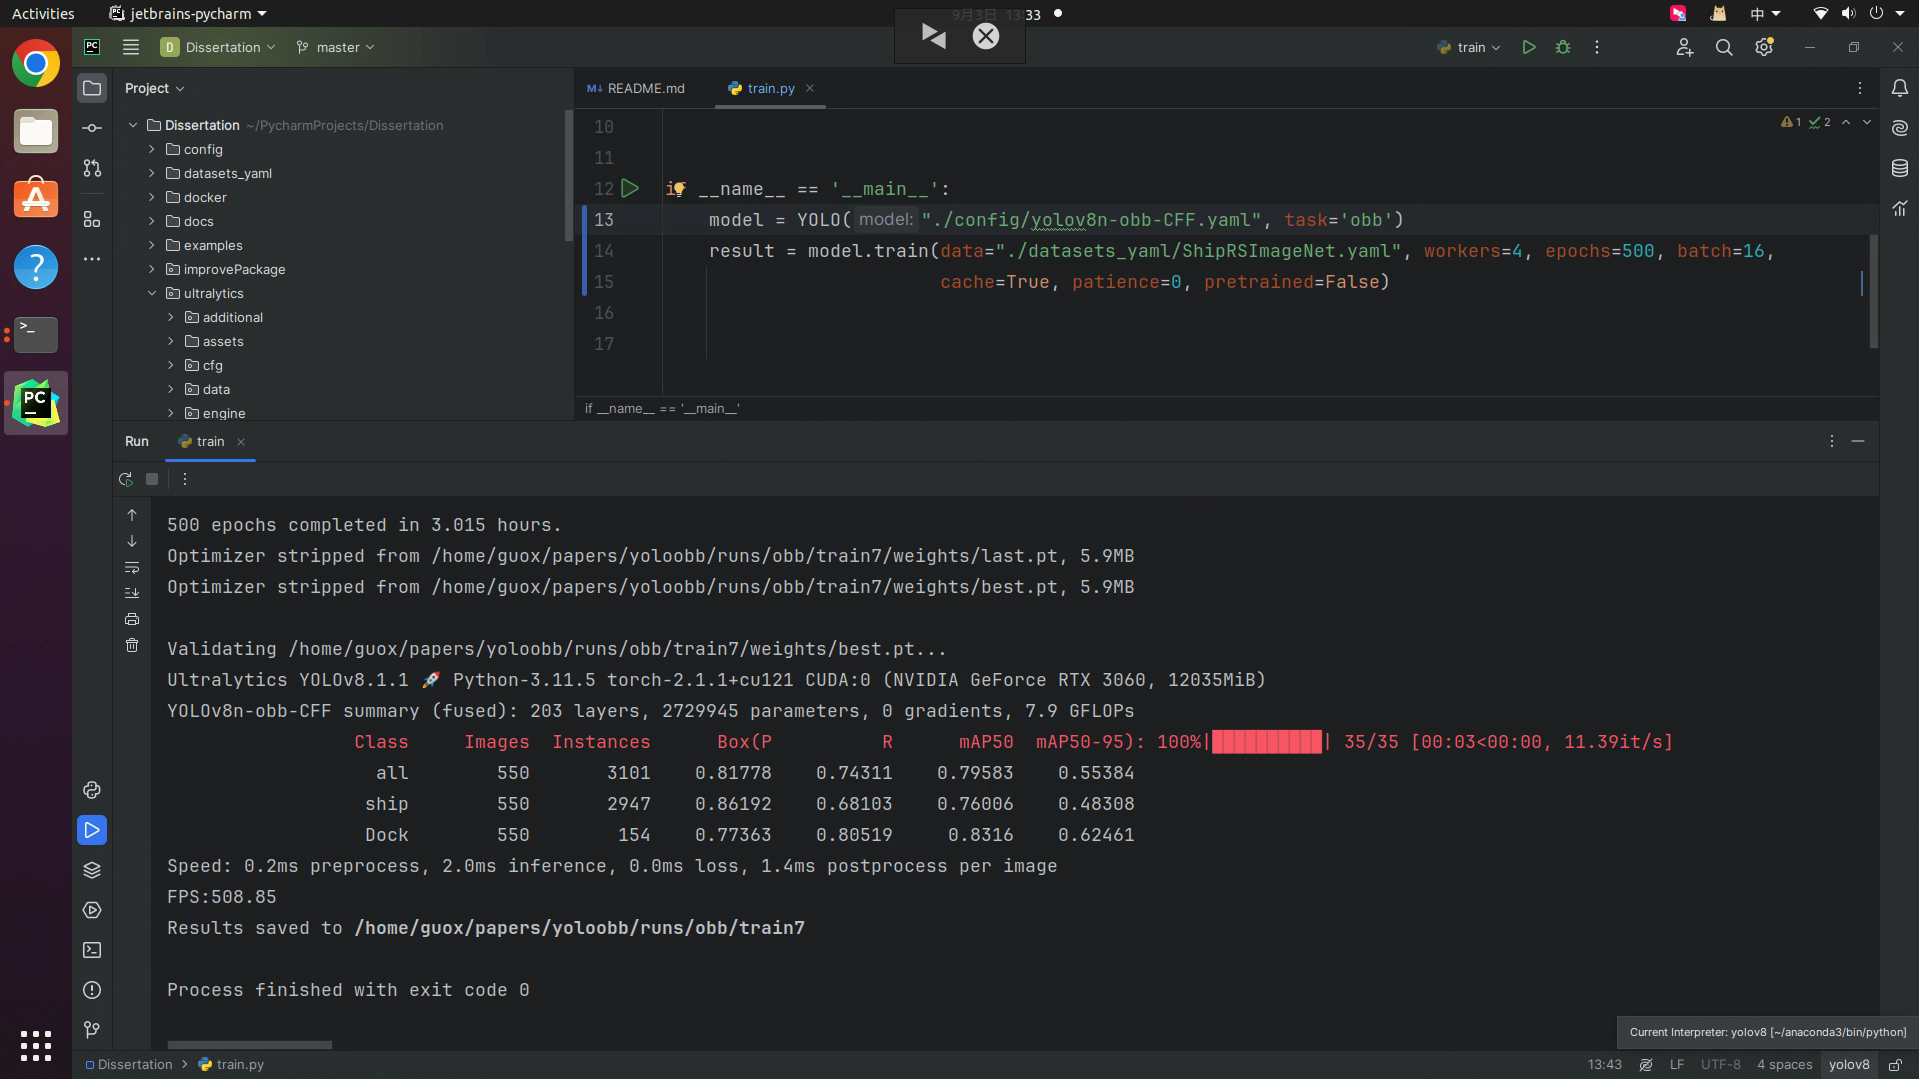 Activities jetbrains-pycharm 9月3日 13:33 中
PC D Dissertation master train
Project README.md train.py
Dissertation ~/PycharmProjects/Dissertation
config
datasets_yaml
docker
docs
examples
improvePackage
ultralytics
additional
assets
cfg
data
engine
10
11
12 if __name__ == '__main__':
13 model = YOLO( model: "./config/yolov8n-obb-CFF.yaml", task='obb')
14 result = model.train(data="./datasets_yaml/ShipRSImageNet.yaml", workers=4, epochs=500, batch=16,
15 cache=True, patience=0, pretrained=False)
16
17
1 2
if __name__ == '__main__'
Run train
500 epochs completed in 3.015 hours.
Optimizer stripped from /home/guox/papers/yoloobb/runs/obb/train7/weights/last.pt, 5.9MB
Optimizer stripped from /home/guox/papers/yoloobb/runs/obb/train7/weights/best.pt, 5.9MB
Validating /home/guox/papers/yoloobb/runs/obb/train7/weights/best.pt...
Ultralytics YOLOv8.1.1 🚀 Python-3.11.5 torch-2.1.1+cu121 CUDA:0 (NVIDIA GeForce RTX 3060, 12035MiB)
YOLOv8n-obb-CFF summary (fused): 203 layers, 2729945 parameters, 0 gradients, 7.9 GFLOPs
Class Images Instances Box(P R mAP50 mAP50-95): 100%|██████████| 35/35 [00:03<00:00, 11.39it/s]
all 550 3101 0.81778 0.74311 0.79583 0.55384
ship 550 2947 0.86192 0.68103 0.76006 0.48308
Dock 550 154 0.77363 0.80519 0.8316 0.62461
Speed: 0.2ms preprocess, 2.0ms inference, 0.0ms loss, 1.4ms postprocess per image
FPS:508.85
Results saved to /home/guox/papers/yoloobb/runs/obb/train7
Process finished with exit code 0
Current Interpreter: yolov8 [~/anaconda3/bin/python]
Dissertation > train.py 13:43 LF UTF-8 4 spaces yolov8